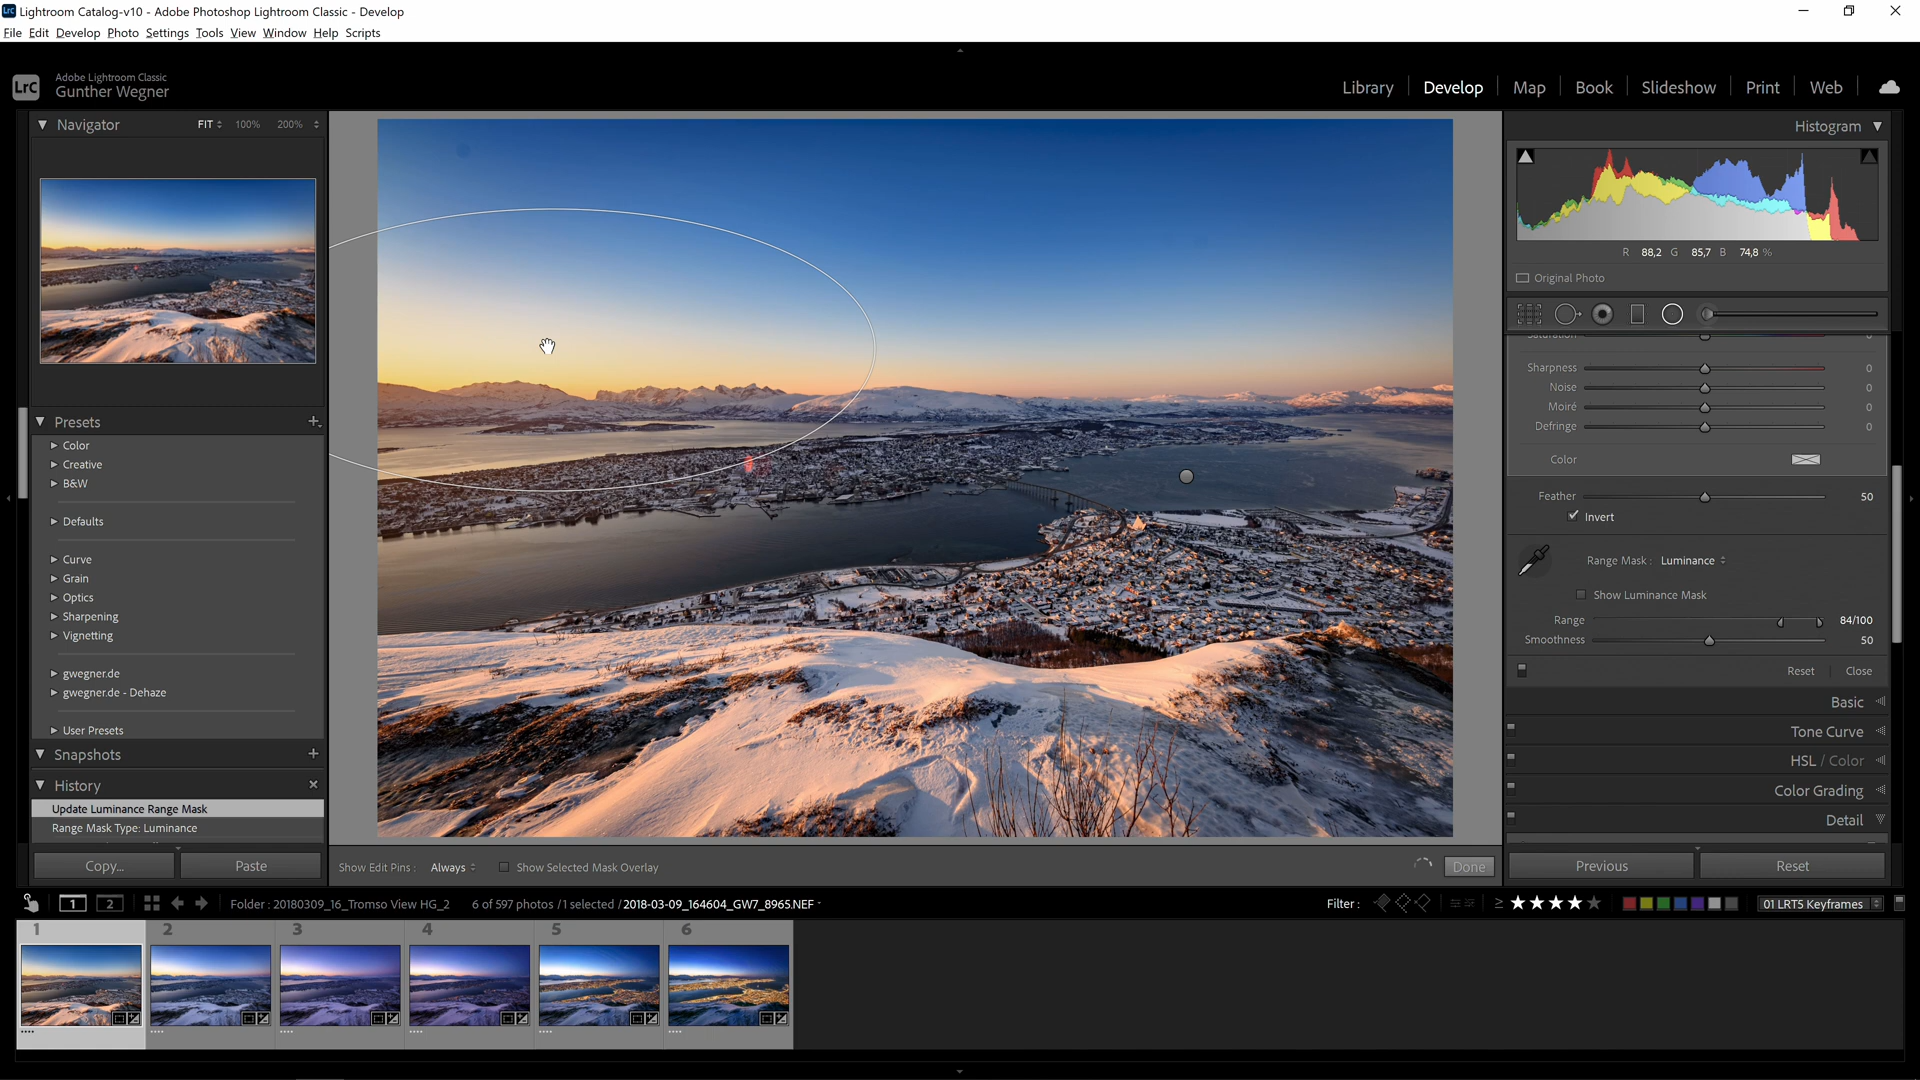 Lightroom Catalog-v10 - Adobe Photoshop Lightroom Classic - Develop
File Edit Develop Photo Settings Tools View Window Help Scripts
LrC
Adobe Lightroom Classic
Gunther Wegner
Library Develop Map Book Slideshow Print Web
Navigator FIT 100% 200%
Histogram
R 88,2 G 85,7 B 74,8 %
Original Photo
Saturation 0
Sharpness 0
Noise 0
Moiré 0
Defringe 0
Color
Feather 50
Invert
Range Mask : Luminance
Show Luminance Mask
Range 84/100
Smoothness 50
Reset Close
Basic
Tone Curve
HSL / Color
Color Grading
Detail
Previous Reset
Presets
Color
Creative
B&W
Defaults
Curve
Grain
Optics
Sharpening
Vignetting
gwegner.de
gwegner.de - Dehaze
User Presets
Snapshots
History
Update Luminance Range Mask
Range Mask Type: Luminance
Copy... Paste
Show Edit Pins : Always Show Selected Mask Overlay Done
1 2 Folder : 20180309_16_Tromso View HG_2 6 of 597 photos / 1 selected / 2018-03-09_164604_GW7_8965.NEF Filter : ≥ 01 LRT5 Keyframes
1 2 3 4 5 6